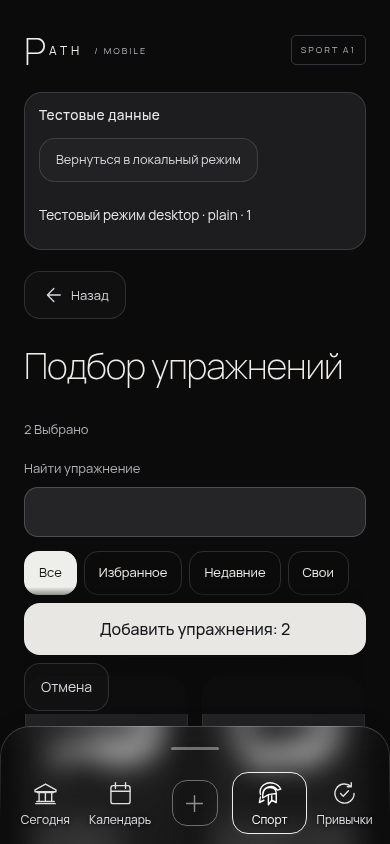 PATH / MOBILE
SPORT A1
Тестовые данные
Вернуться в локальный режим
Тестовый режим desktop · plain · 1
Назад
Подбор упражнений
2 Выбрано
Найти упражнение
Все Избранное Недавние Свои
Добавить упражнения: 2
Отмена
Сегодня Календарь Спорт Привычки